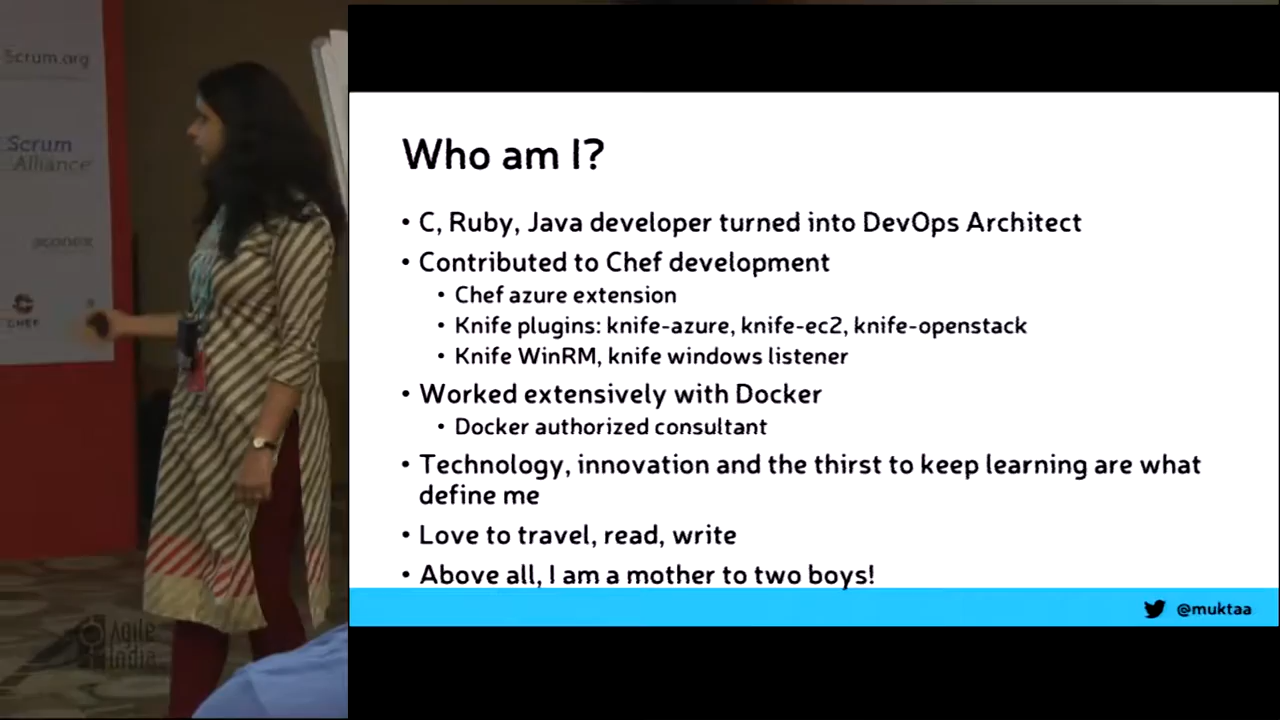 Scrum.org
Scrum
Alliance
aconex
CHEF
Agile
India
Who am I?
• C, Ruby, Java developer turned into DevOps Architect
• Contributed to Chef development
• Chef azure extension
• Knife plugins: knife-azure, knife-ec2, knife-openstack
• Knife WinRM, knife windows listener
• Worked extensively with Docker
• Docker authorized consultant
• Technology, innovation and the thirst to keep learning are what
define me
• Love to travel, read, write
• Above all, I am a mother to two boys!
@muktaa